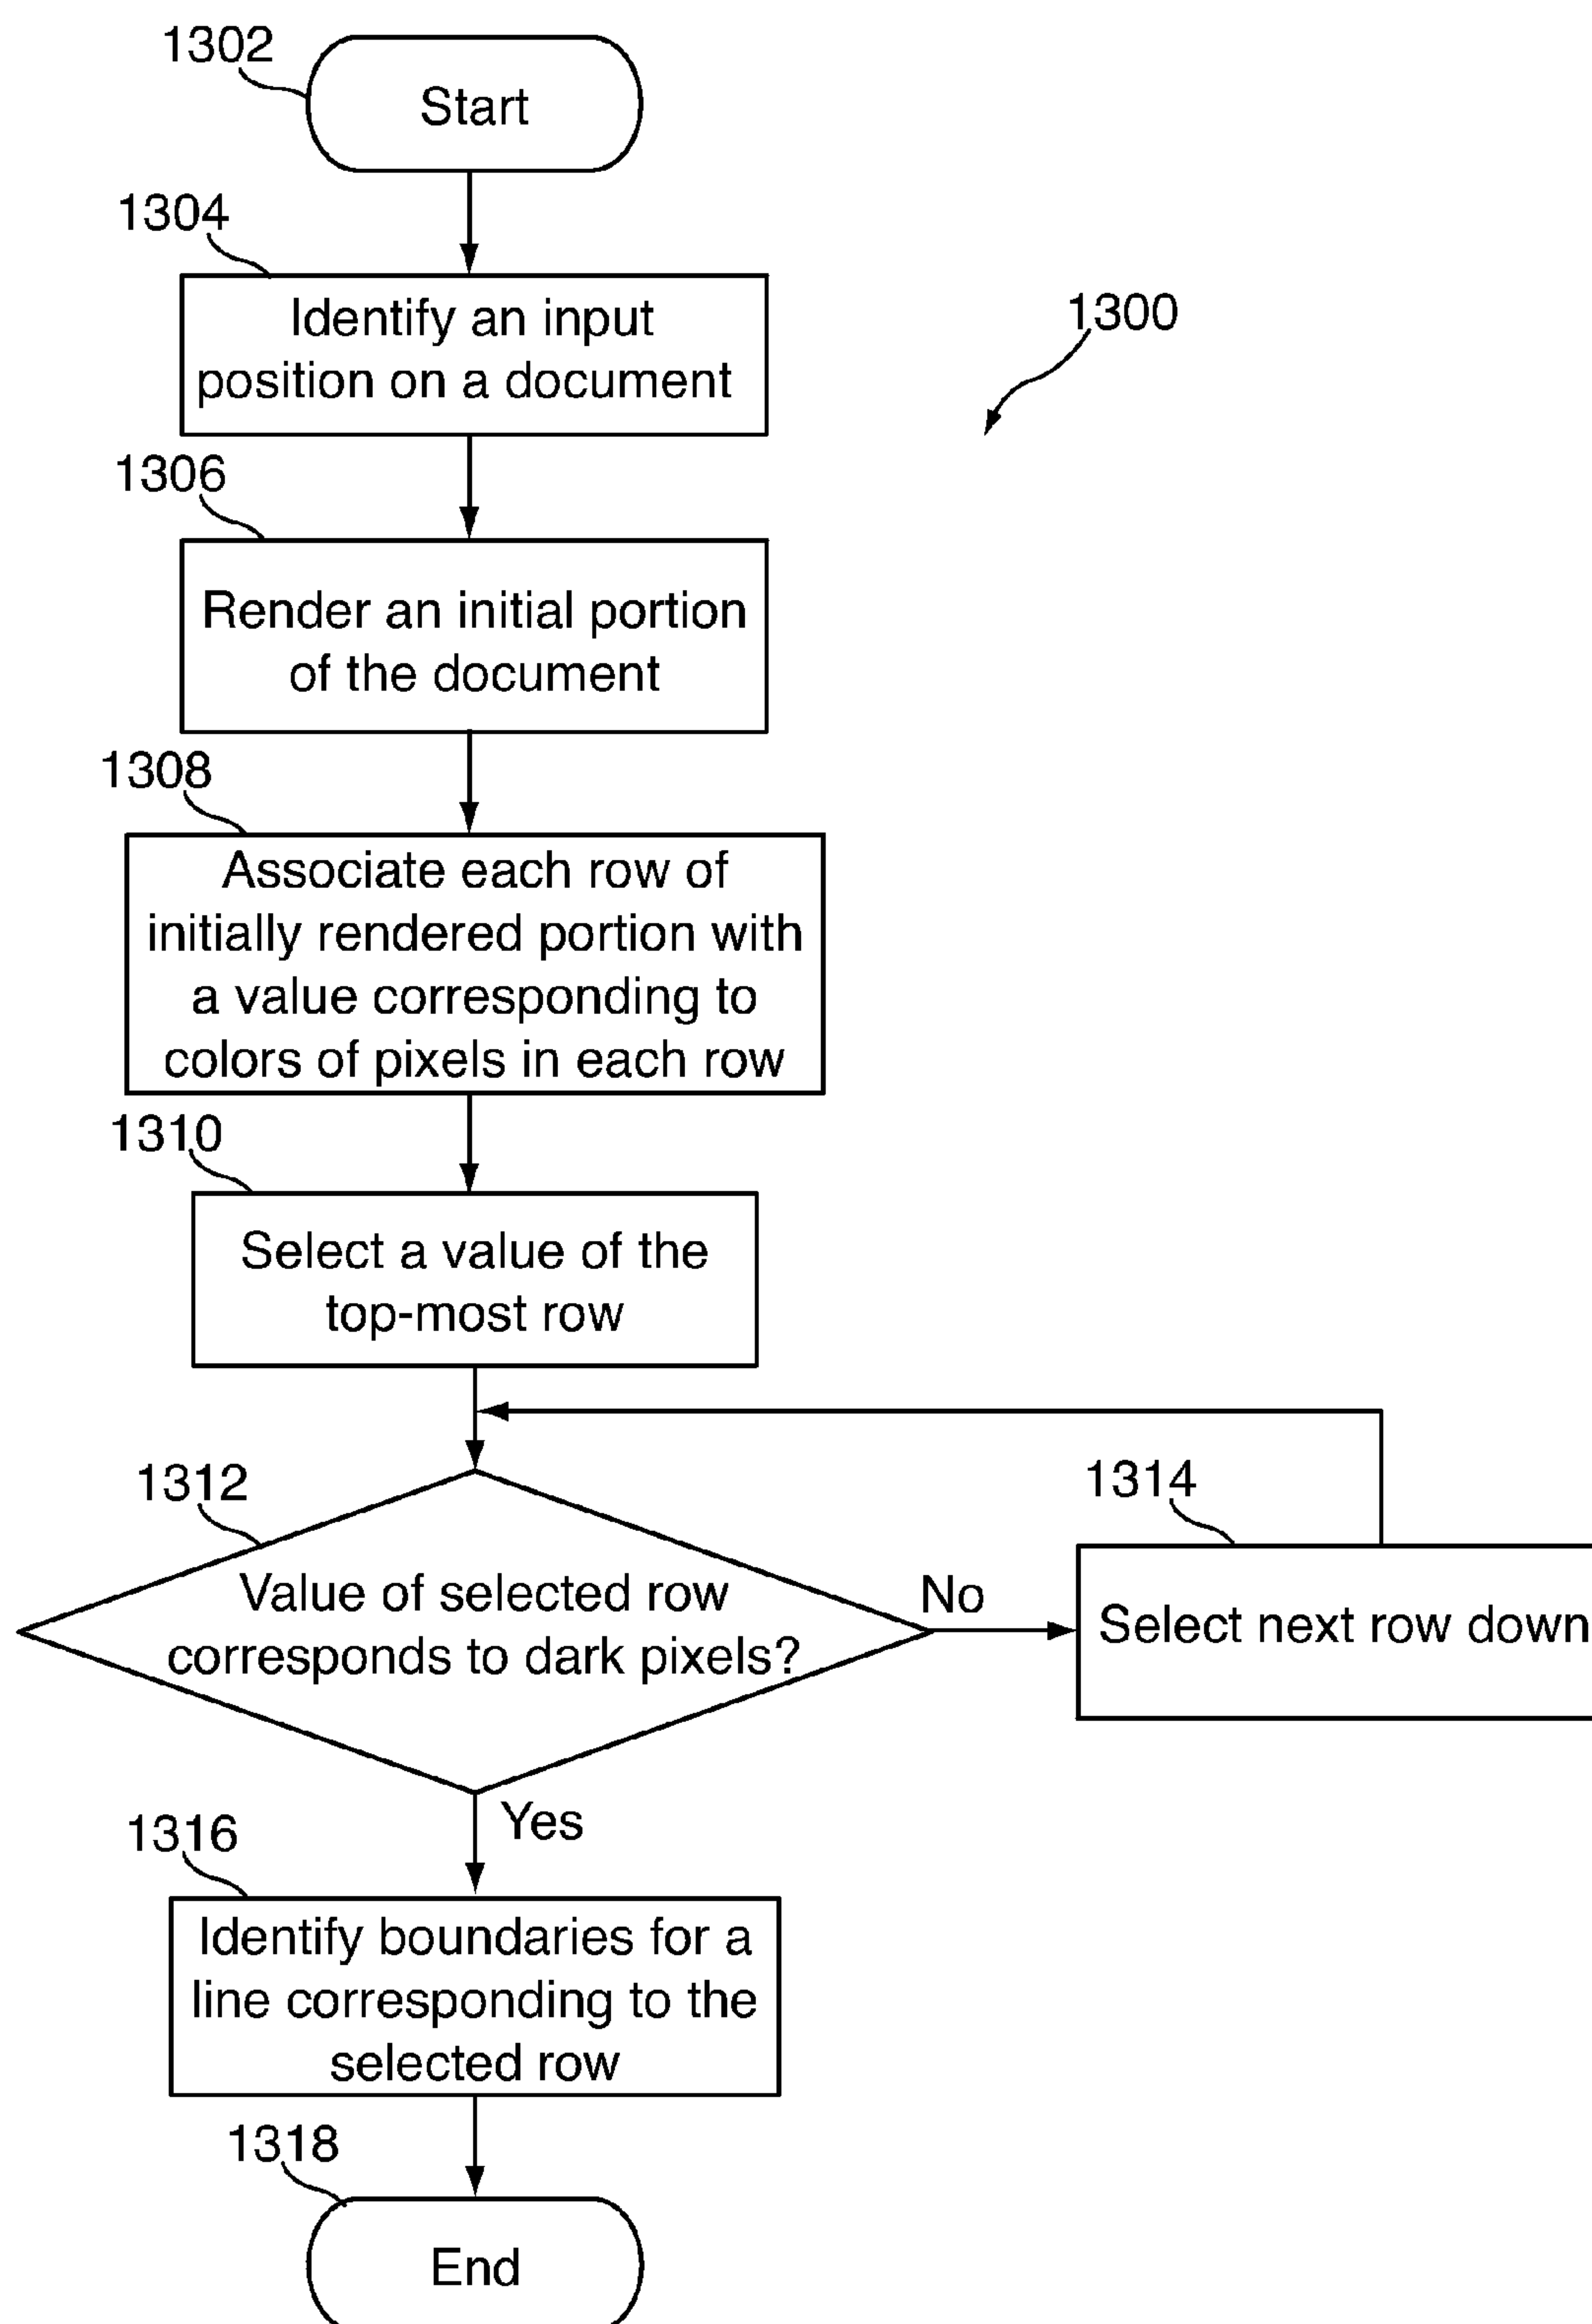 1302
Start
1304
Identify an input
position on a document
1300
1306
Render an initial portion
of the document
1308
Associate each row of
initially rendered portion with
a value corresponding to
colors of pixels in each row
1310
Select a value of the
top-most row
1312
Value of selected row
corresponds to dark pixels?
No
1314
Select next row down
Yes
1316
Identify boundaries for a
line corresponding to the
selected row
1318
End